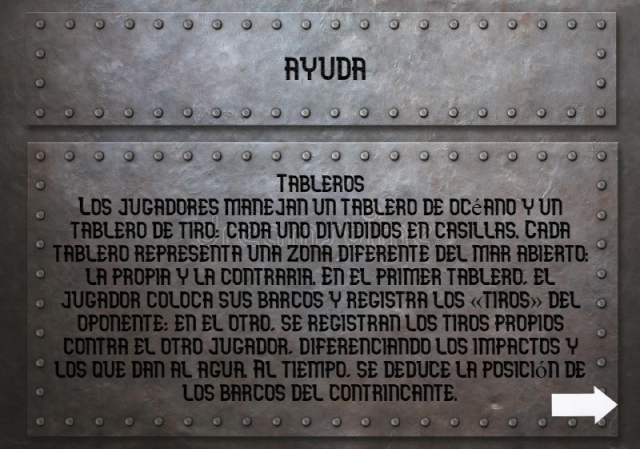 AYUDA
Tableros
Los jugadores manejan un tablero de océano y un
tablero de tiro; cada uno divididos en casillas. Cada
tablero representa una zona diferente del mar abierto:
la propia y la contraria. En el primer tablero, el
jugador coloca sus barcos y registra los «tiros» del
oponente; en el otro, se registran los tiros propios
contra el otro jugador, diferenciando los impactos y
los que dan al agua. Al tiempo, se deduce la posición de
los barcos del contrincante.